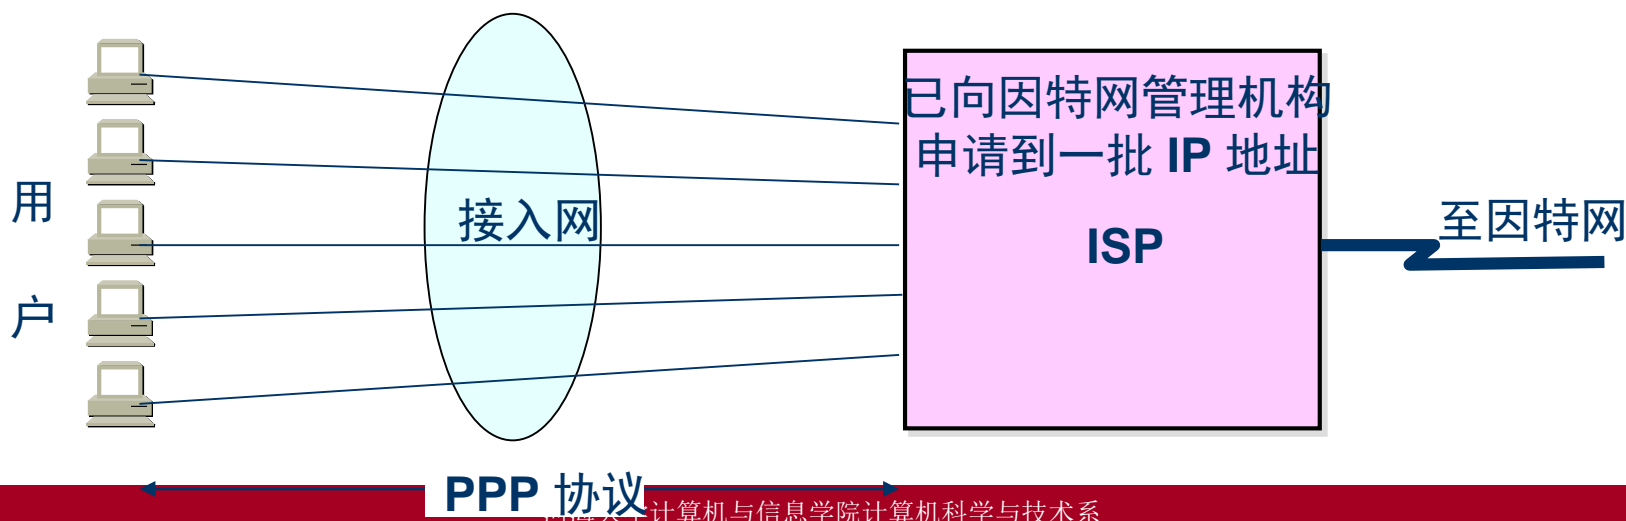 已向因特网管理机构
申请到一批 IP 地址
用
户
接入网
ISP
至因特网
PPP 协议
计算机与信息学院计算机科学与技术系